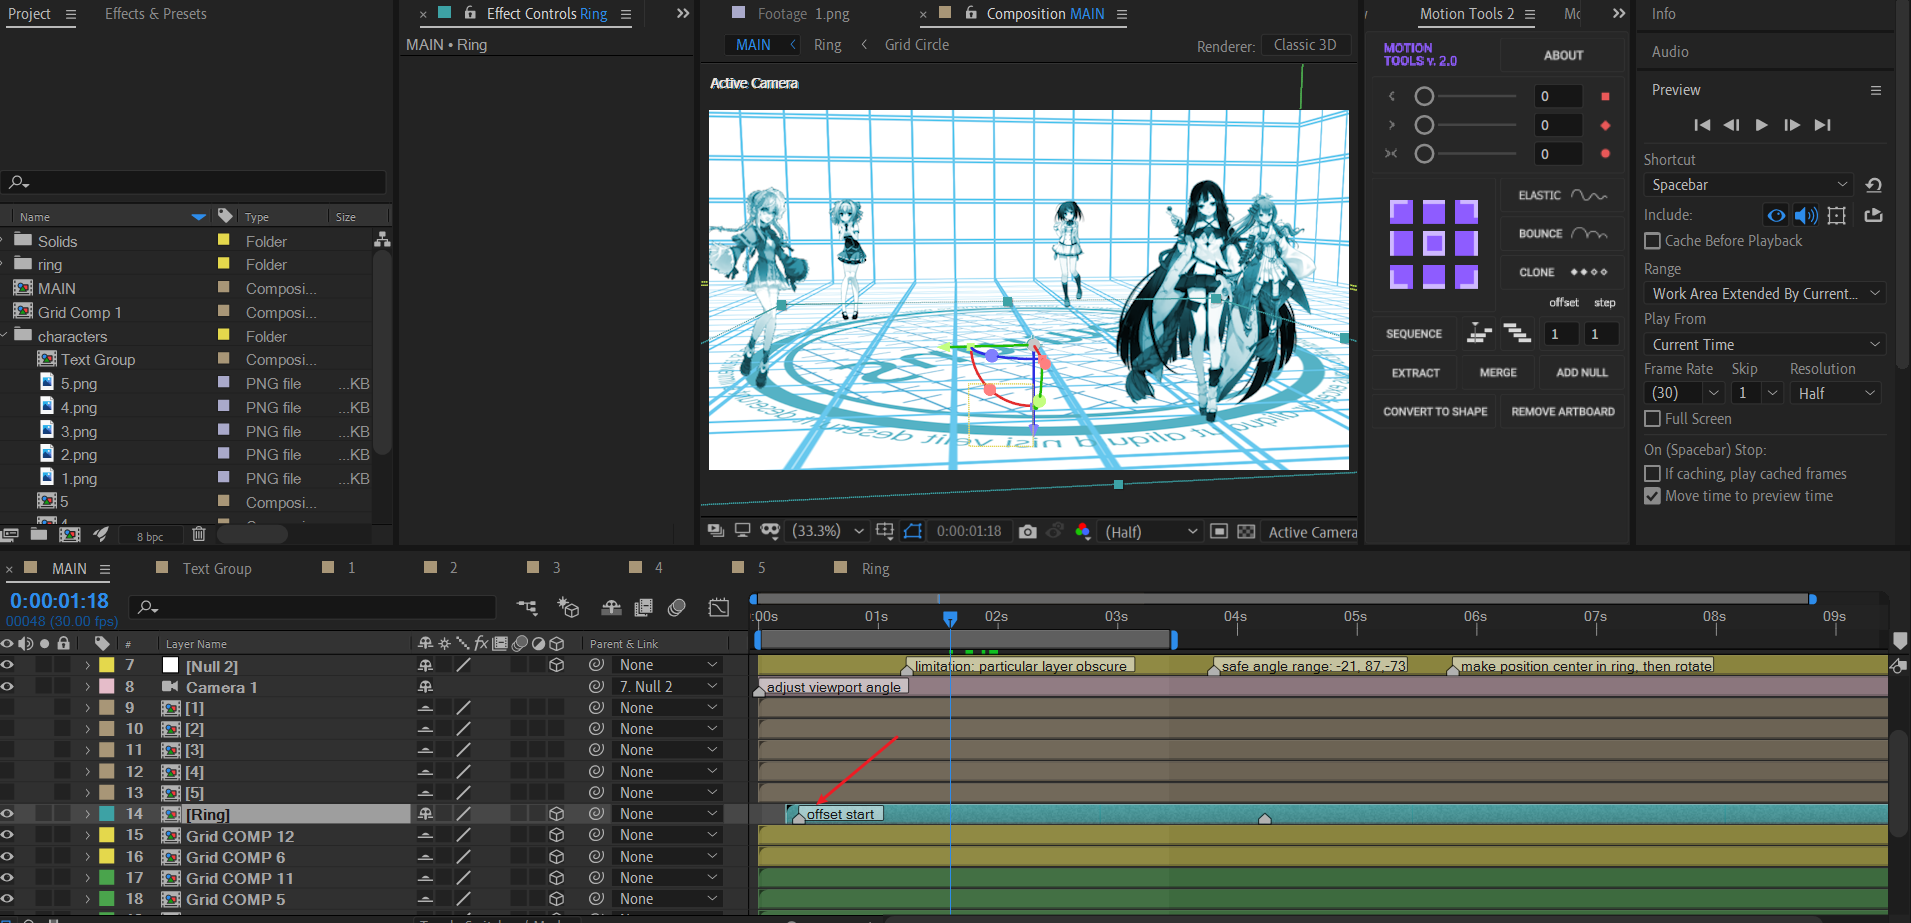 Project
Effects & Presets
Effect Controls Ring
Footage 1.png
Composition MAIN
Motion Tools 2
Info
MAIN • Ring
MAIN
Ring
Grid Circle
Renderer:
Classic 3D
Active Camera
MOTION
TOOLS v. 2.0
ABOUT
0
0
0
ELASTIC
BOUNCE
CLONE
offset step
SEQUENCE
1
1
EXTRACT
MERGE
ADD NULL
CONVERT TO SHAPE
REMOVE ARTBOARD
Audio
Preview
Shortcut
Spacebar
Include:
Cache Before Playback
Range
Work Area Extended By Current...
Play From
Current Time
Frame Rate Skip Resolution
(30) 1 Half
Full Screen
On (Spacebar) Stop:
If caching, play cached frames
Move time to preview time
Name Type Size
Solids Folder
ring Folder
MAIN Composi...
Grid Comp 1 Composi...
characters Folder
Text Group Composi...
5.png PNG file ...KB
4.png PNG file ...KB
3.png PNG file ...KB
2.png PNG file ...KB
1.png PNG file ...KB
5 Composi...
8 bpc
(33.3%)
0:00:01:18
(Half)
Active Camera
MAIN
Text Group
1
2
3
4
5
Ring
0:00:01:18
00048 (30.00 fps)
:00s 01s 02s 03s 04s 05s 06s 07s 08s 09s
# Layer Name Parent & Link
7 [Null 2] None
limitation: particular layer obscure
safe angle range: -21, 87,-73
make position center in ring, then rotate
8 Camera 1 7. Null 2
adjust viewport angle
9 [1] None
10 [2] None
11 [3] None
12 [4] None
13 [5] None
14 [Ring] None
offset start
15 Grid COMP 12 None
16 Grid COMP 6 None
17 Grid COMP 11 None
18 Grid COMP 5 None